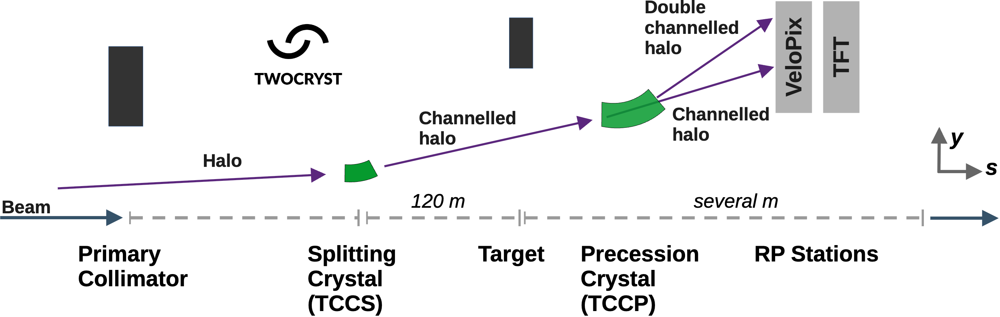 Double
channelled
halo
VeloPix
TFT
TWOCRYST
Channelled
halo
Channelled
halo
y
s
Halo
Beam
120 m
several m
Primary
Collimator
Splitting
Crystal
(TCCS)
Target
Precession
Crystal
(TCCP)
RP Stations